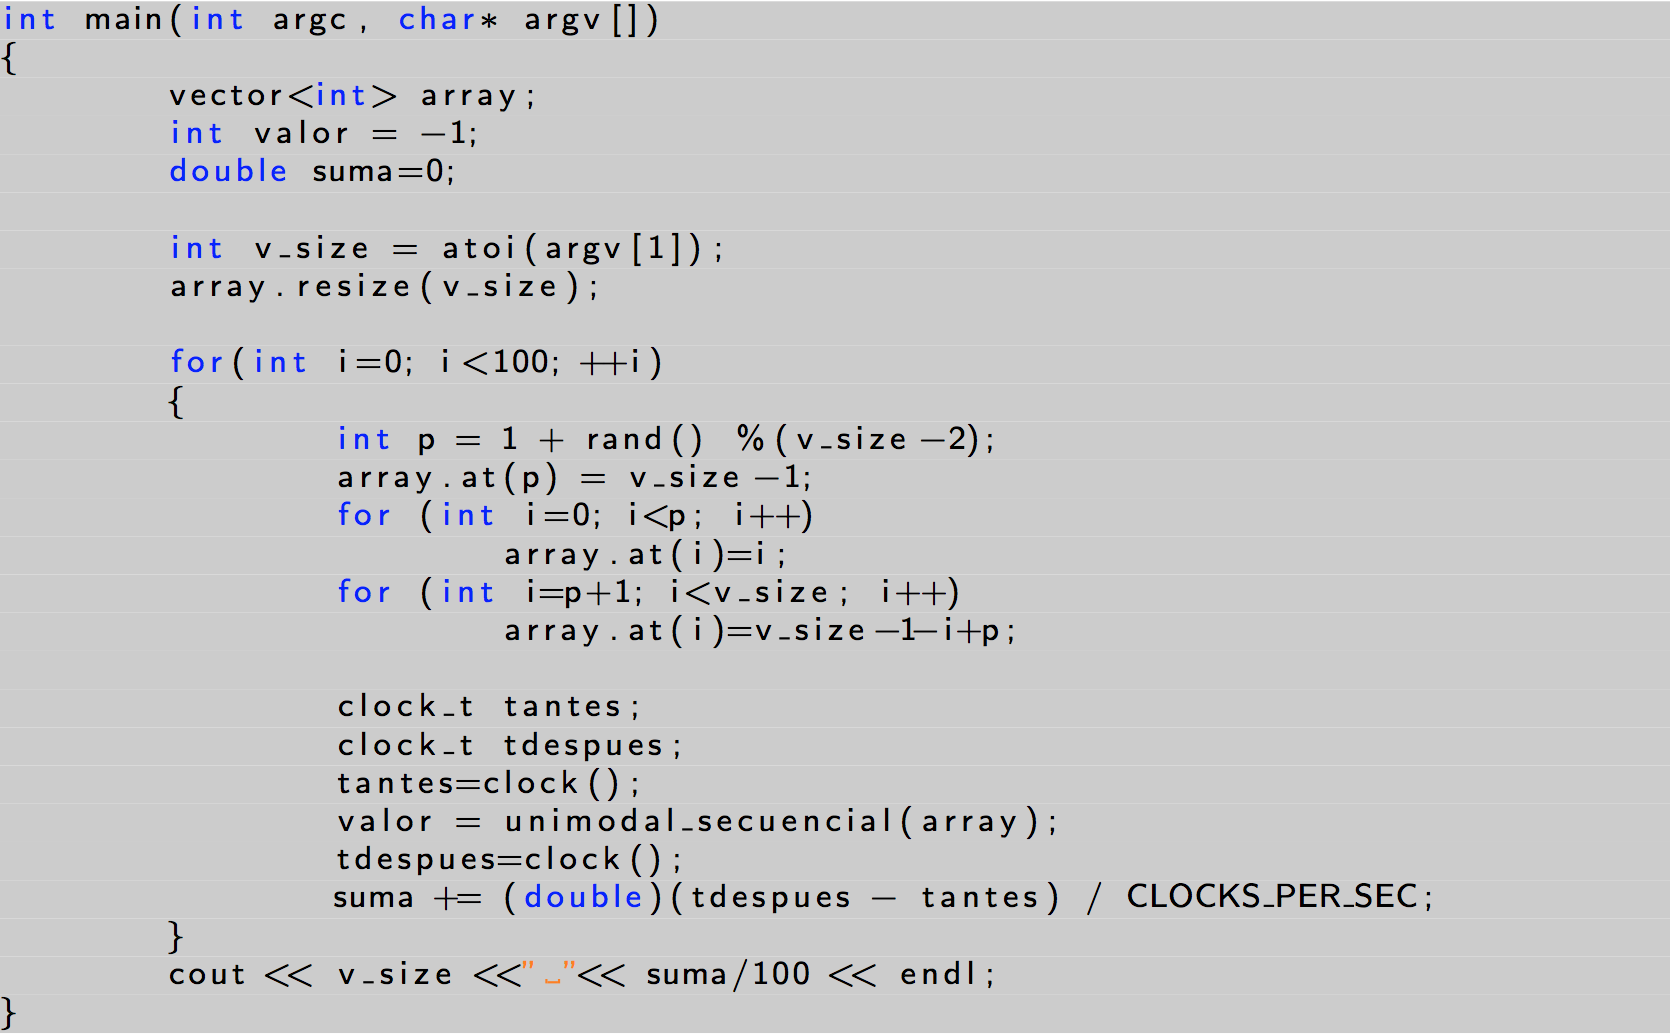 int main(int argc, char* argv[])
{
vector<int> array;
int valor = -1;
double suma=0;
int v_size = atoi(argv[1]);
array.resize(v_size);
for(int i=0; i<100; ++i)
{
int p = 1 + rand() %(v_size-2);
array.at(p) = v_size-1;
for (int i=0; i<p; i++)
array.at(i)=i;
for (int i=p+1; i<v_size; i++)
array.at(i)=v_size-1-i+p;
clock_t tantes;
clock_t tdespues;
tantes=clock();
valor = unimodal_secuencial(array);
tdespues=clock();
suma += (double)(tdespues - tantes) / CLOCKS_PER_SEC;
}
cout << v_size <<"␣"<< suma/100 << endl;
}